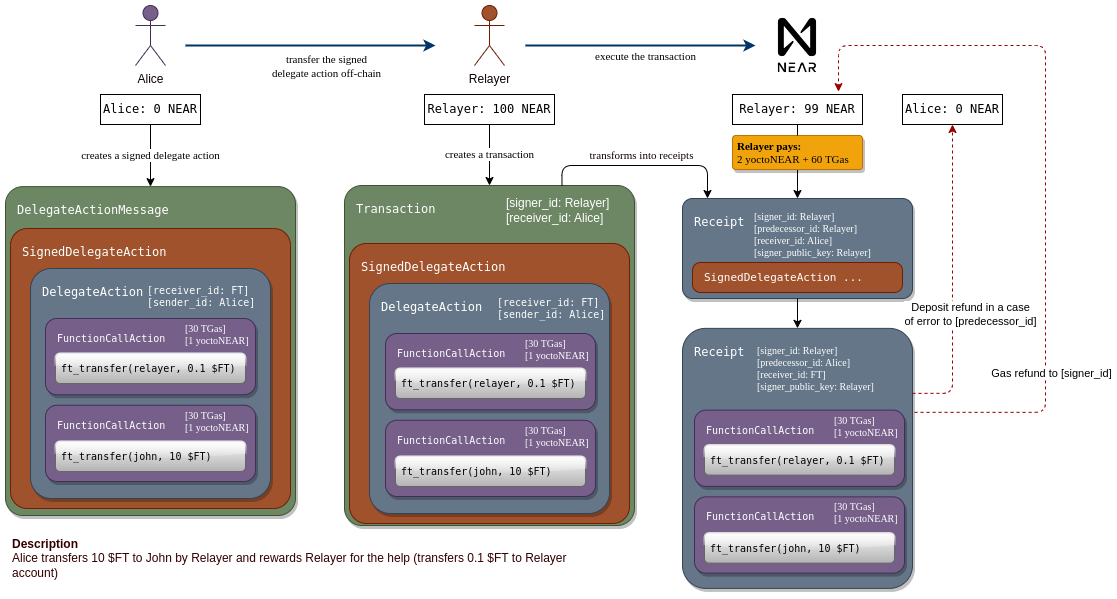 Alice
transfer the signed
delegate action off-chain
Relayer
execute the transaction
NEAR
Alice: 0 NEAR
Relayer: 100 NEAR
Relayer: 99 NEAR
Alice: 0 NEAR
creates a signed delegate action
creates a transaction
transforms into receipts
Relayer pays:
2 yoctoNEAR + 60 TGas
DelegateActionMessage
SignedDelegateAction
DelegateAction
[receiver_id: FT]
[sender_id: Alice]
FunctionCallAction
[30 TGas]
[1 yoctoNEAR]
ft_transfer(relayer, 0.1 $FT)
FunctionCallAction
[30 TGas]
[1 yoctoNEAR]
ft_transfer(john, 10 $FT)
Transaction
[signer_id: Relayer]
[receiver_id: Alice]
SignedDelegateAction
DelegateAction
[receiver_id: FT]
[sender_id: Alice]
FunctionCallAction
[30 TGas]
[1 yoctoNEAR]
ft_transfer(relayer, 0.1 $FT)
FunctionCallAction
[30 TGas]
[1 yoctoNEAR]
ft_transfer(john, 10 $FT)
Receipt
[signer_id: Relayer]
[predecessor_id: Relayer]
[receiver_id: Alice]
[signer_public_key: Relayer]
SignedDelegateAction ...
Receipt
[signer_id: Relayer]
[predecessor_id: Alice]
[receiver_id: FT]
[signer_public_key: Relayer]
FunctionCallAction
[30 TGas]
[1 yoctoNEAR]
ft_transfer(relayer, 0.1 $FT)
FunctionCallAction
[30 TGas]
[1 yoctoNEAR]
ft_transfer(john, 10 $FT)
Deposit refund in a case
of error to [predecessor_id]
Gas refund to [signer_id]
Description
Alice transfers 10 $FT to John by Relayer and rewards Relayer for the help (transfers 0.1 $FT to Relayer
account)